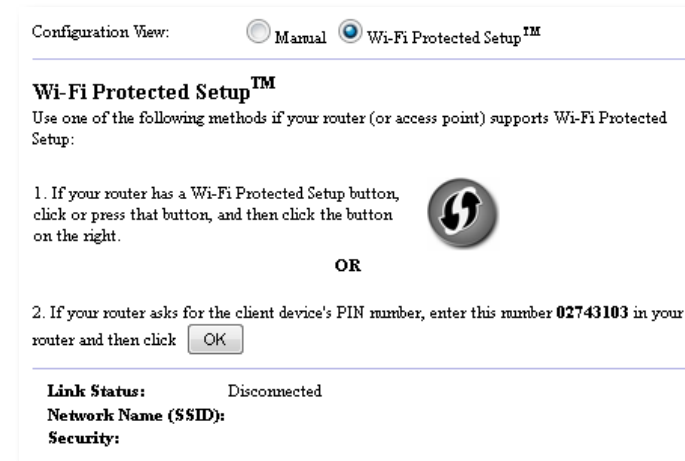 Configuration View: Manual Wi-Fi Protected Setup™
Wi-Fi Protected Setup™
Use one of the following methods if your router (or access point) supports Wi-Fi Protected
Setup:
1. If your router has a Wi-Fi Protected Setup button,
click or press that button, and then click the button
on the right.
OR
2. If your router asks for the client device's PIN number, enter this number 02743103 in your
router and then click OK
Link Status: Disconnected
Network Name (SSID):
Security: